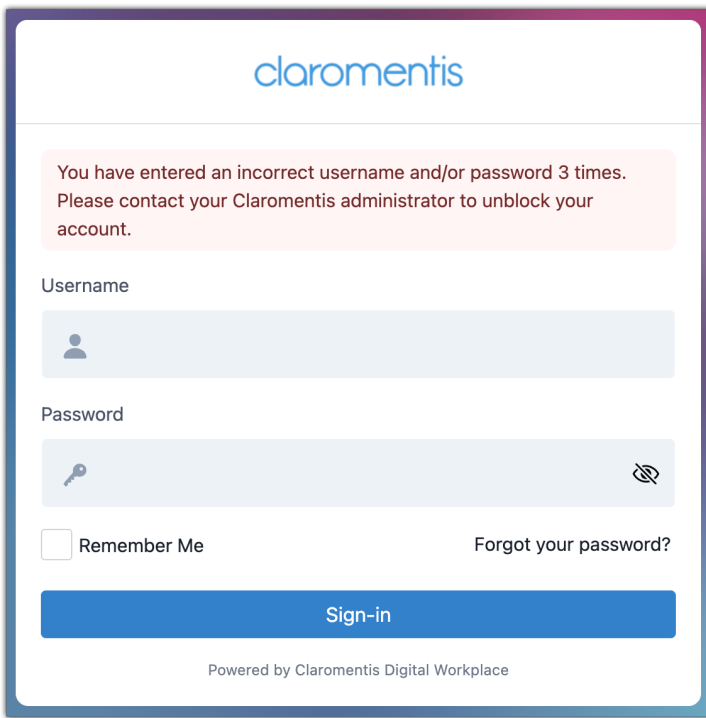 claromentis
You have entered an incorrect username and/or password 3 times.
Please contact your Claromentis administrator to unblock your
account.
Username
Password
Remember Me
Forgot your password?
Sign-in
Powered by Claromentis Digital Workplace